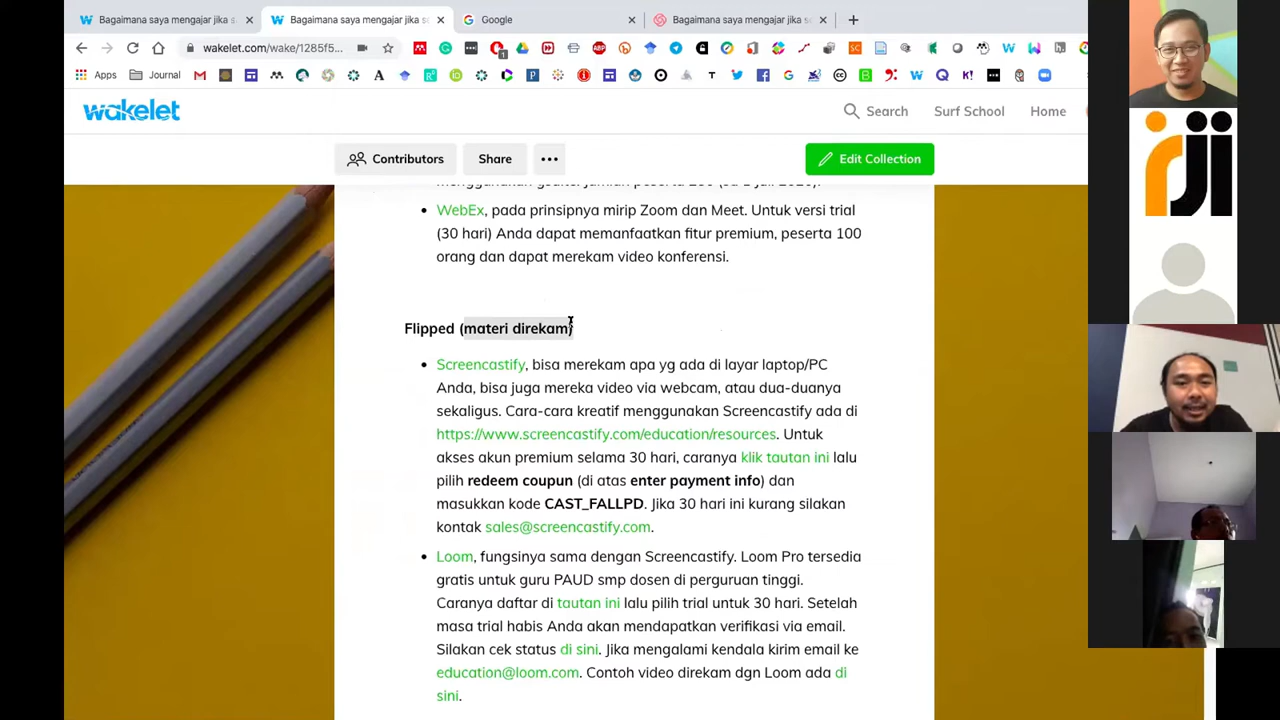 Bagaimana saya mengajar jika s
Bagaimana saya mengajar jika se
Google
Bagaimana saya mengajar jika s
wakelet.com/wake/1285f5...
Apps
Journal
wakelet
Search
Surf School
Home
Contributors
Share
Edit Collection
WebEx, pada prinsipnya mirip Zoom dan Meet. Untuk versi trial
(30 hari) Anda dapat memanfaatkan fitur premium, peserta 100
orang dan dapat merekam video konferensi.
Flipped (materi direkam)
Screencastify, bisa merekam apa yg ada di layar laptop/PC
Anda, bisa juga mereka video via webcam, atau dua-duanya
sekaligus. Cara-cara kreatif menggunakan Screencastify ada di
https://www.screencastify.com/education/resources. Untuk
akses akun premium selama 30 hari, caranya klik tautan ini lalu
pilih redeem coupun (di atas enter payment info) dan
masukkan kode CAST_FALLPD. Jika 30 hari ini kurang silakan
kontak sales@screencastify.com.
Loom, fungsinya sama dengan Screencastify. Loom Pro tersedia
gratis untuk guru PAUD smp dosen di perguruan tinggi.
Caranya daftar di tautan ini lalu pilih trial untuk 30 hari. Setelah
masa trial habis Anda akan mendapatkan verifikasi via email.
Silakan cek status di sini. Jika mengalami kendala kirim email ke
education@loom.com. Contoh video direkam dgn Loom ada di
sini.
rji